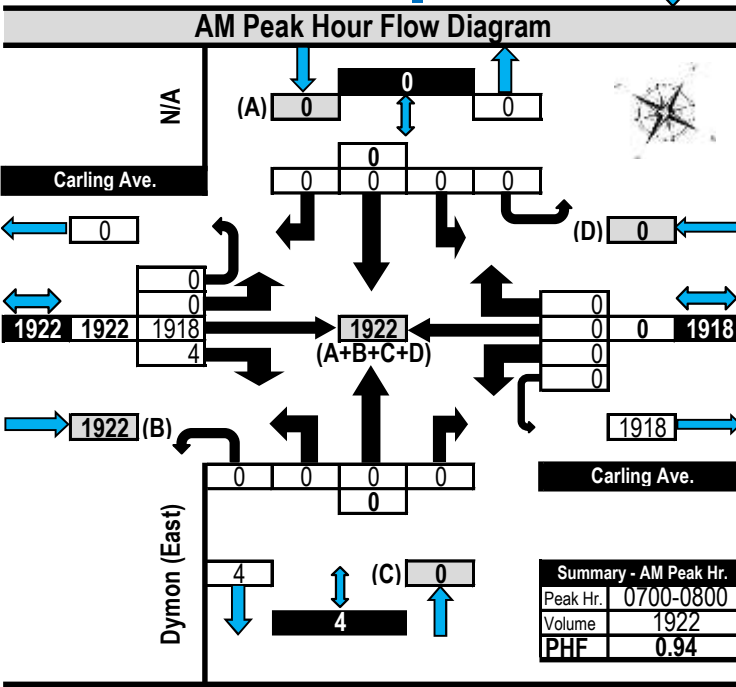 AM Peak Hour Flow Diagram
N/A
0
(A) 0 0
0
Carling Ave.
0 0 0 0
0
(D) 0
0
0
1922 1922 1918
4
1922
(A+B+C+D)
0
0 0 1918
0
0
1922 (B)
1918
0 0 0 0
0
Carling Ave.
Dymon (East)
4
(C) 0
4
Summary - AM Peak Hr.
Peak Hr. 0700-0800
Volume 1922
PHF 0.94